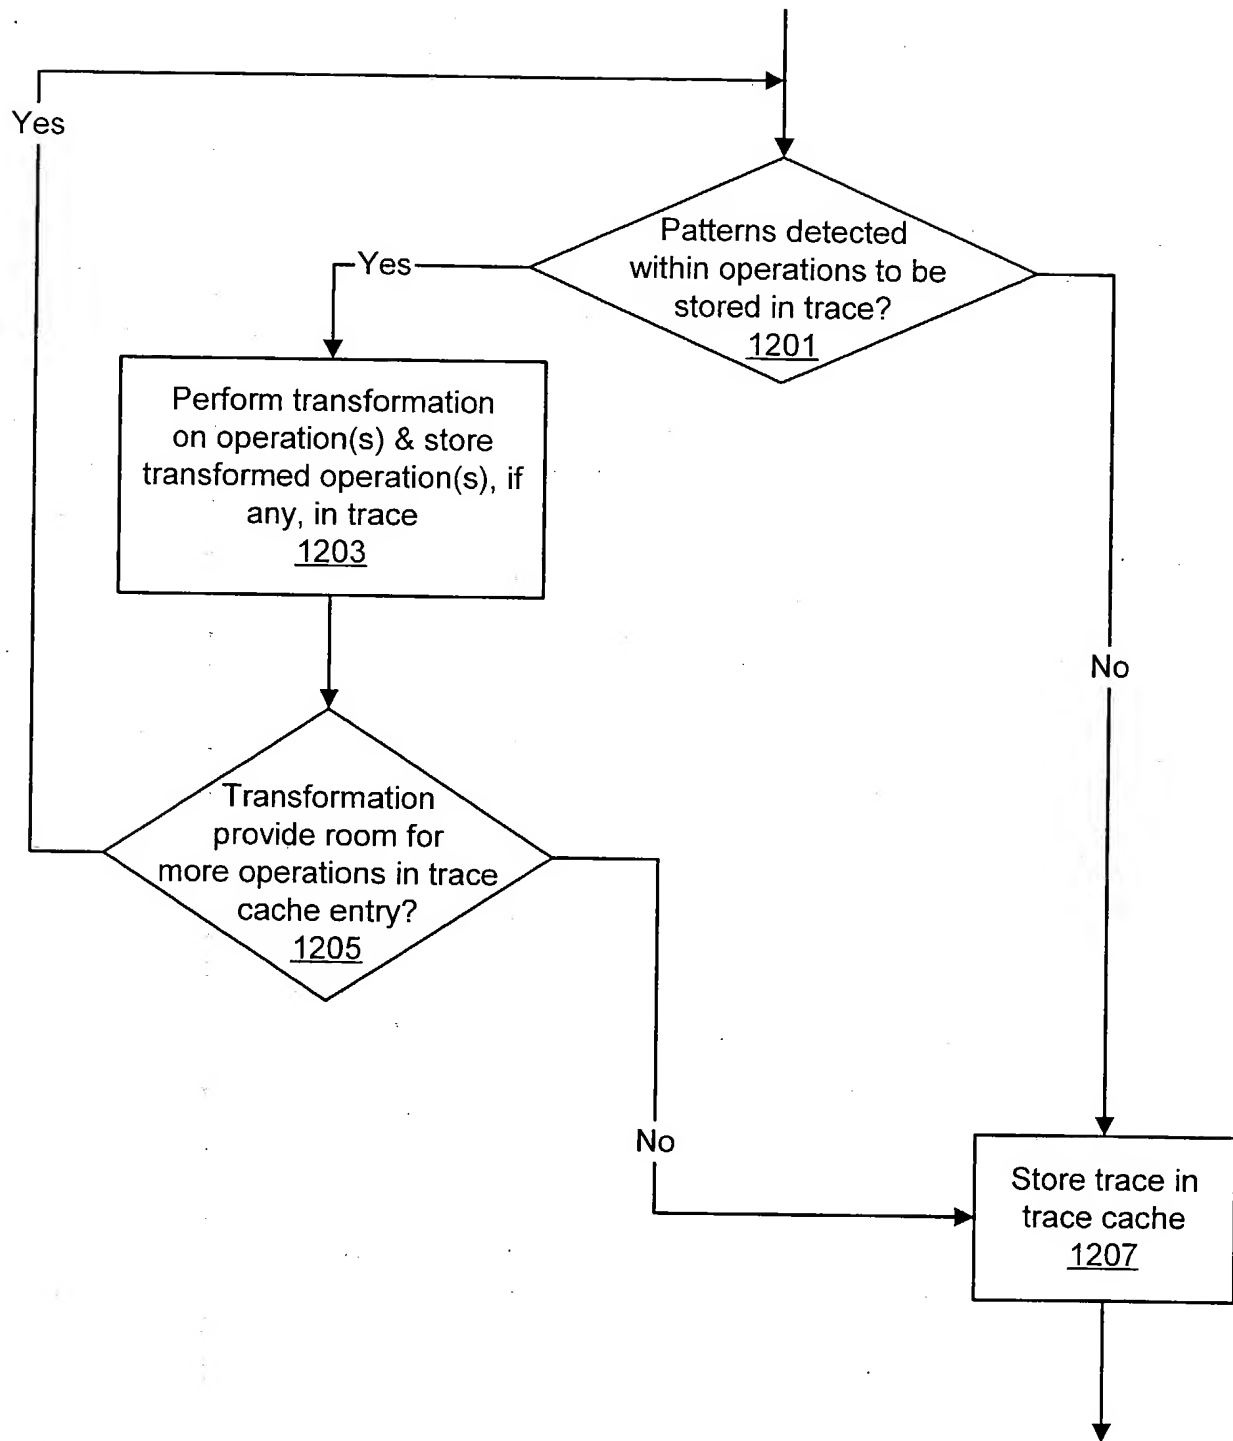 Yes
Patterns detected
within operations to be
stored in trace?
1201
Yes
Perform transformation
on operation(s) & store
transformed operation(s), if
any, in trace
1203
No
Transformation
provide room for
more operations in trace
cache entry?
1205
No
Store trace in
trace cache
1207